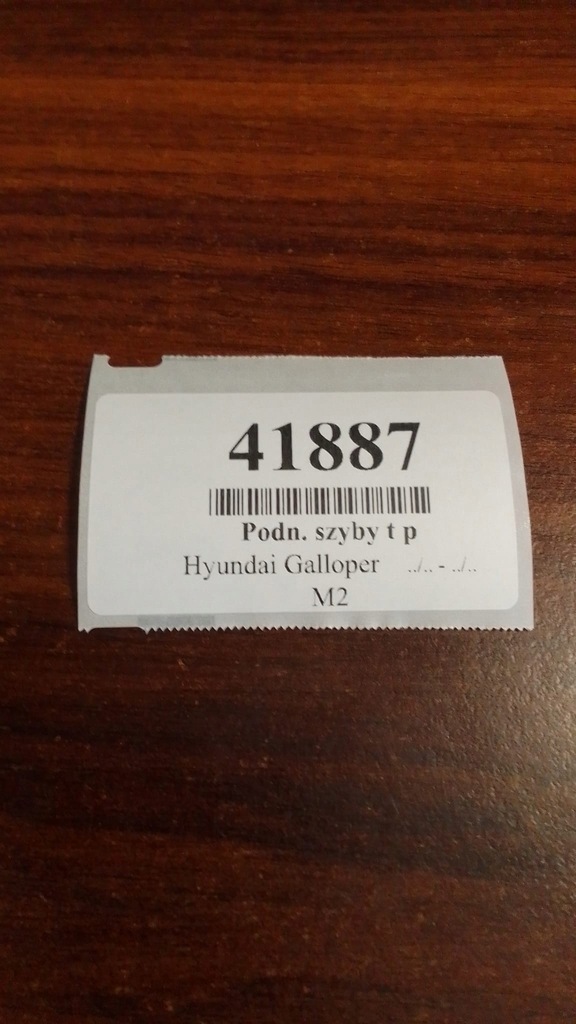 41887
Podn. szyby t p
Hyundai Galloper ../.. - ../..
M2